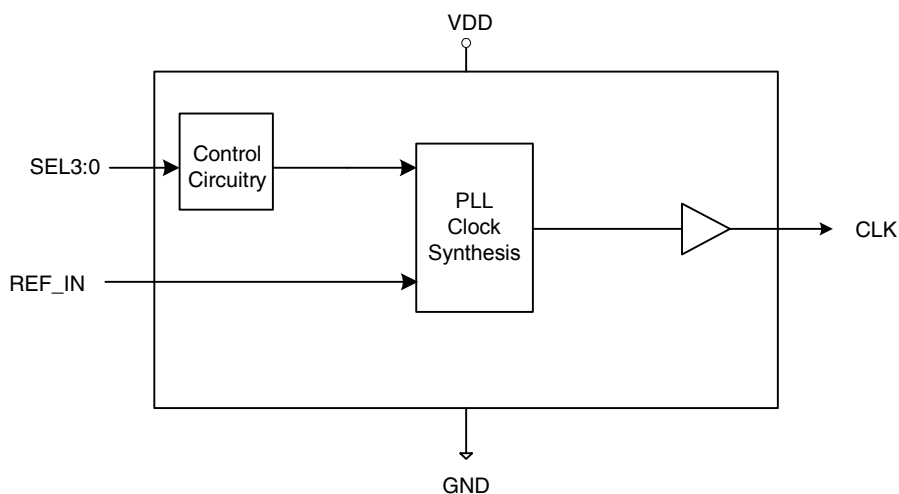 VDD
SEL3:0
Control
Circuitry
PLL
Clock
Synthesis
CLK
REF_IN
GND